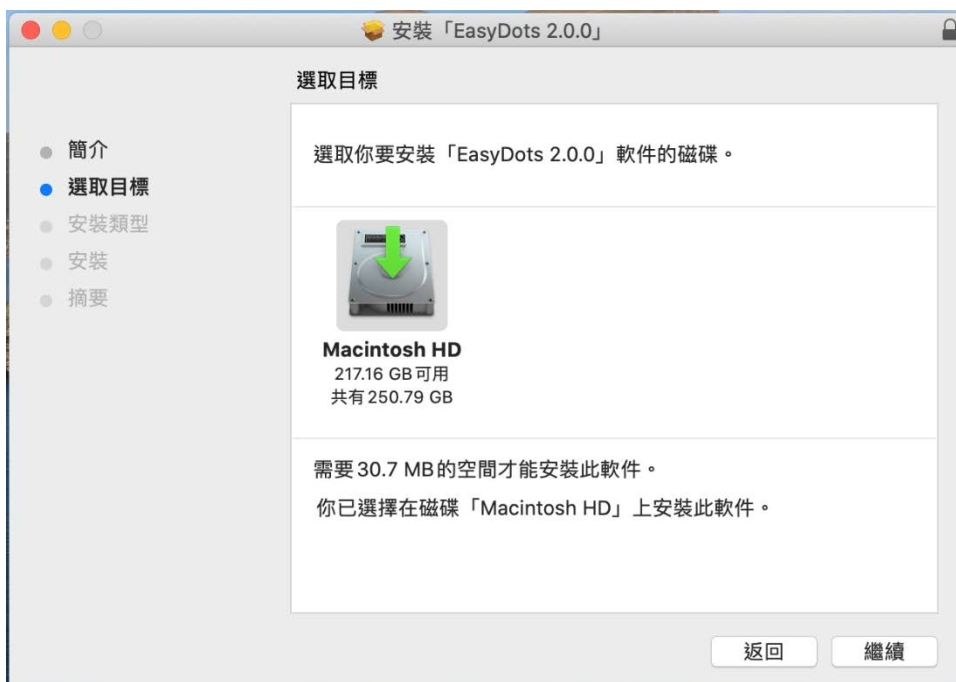 安裝「EasyDots 2.0.0」
選取目標
簡介
選取目標
安裝類型
安裝
摘要
選取你要安裝「EasyDots 2.0.0」軟件的磁碟。
Macintosh HD
217.16 GB 可用
共有 250.79 GB
需要 30.7 MB 的空間才能安裝此軟件。
你已選擇在磁碟「Macintosh HD」上安裝此軟件。
返回
繼續